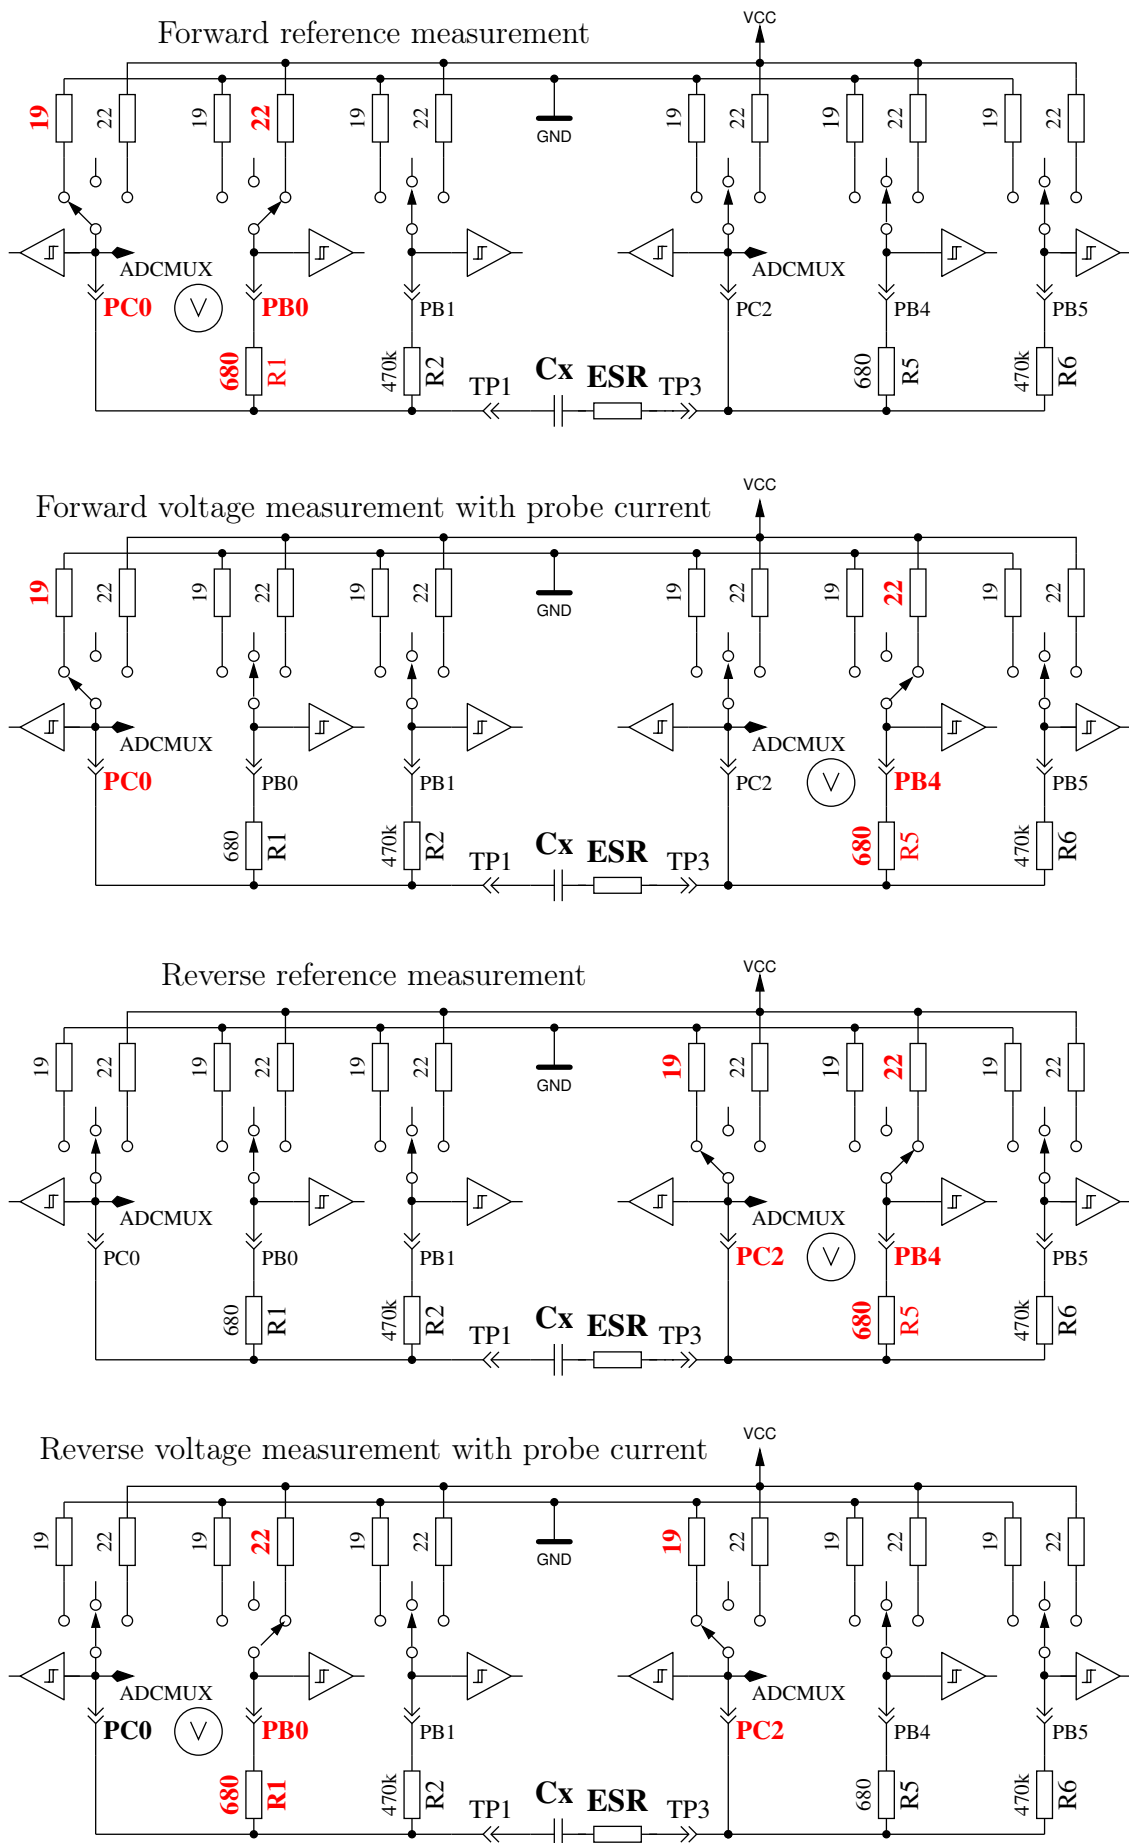 Forward reference measurement
VCC
19 22 19 22 19 22 GND 19 22 19 22 19 22
ADCMUX ADCMUX
PC0 V PB0 PB1 PC2 PB4 PB5
680 R1 470k R2 680 R5 470k R6
TP1 Cx ESR TP3
Forward voltage measurement with probe current
VCC
19 22 19 22 19 22 GND 19 22 19 22 19 22
ADCMUX ADCMUX
PC0 PB0 PB1 PC2 V PB4 PB5
680 R1 470k R2 680 R5 470k R6
TP1 Cx ESR TP3
Reverse reference measurement
VCC
19 22 19 22 19 22 GND 19 22 19 22 19 22
ADCMUX ADCMUX
PC0 PB0 PB1 PC2 V PB4 PB5
680 R1 470k R2 680 R5 470k R6
TP1 Cx ESR TP3
Reverse voltage measurement with probe current
VCC
19 22 19 22 19 22 GND 19 22 19 22 19 22
ADCMUX ADCMUX
PC0 V PB0 PB1 PC2 PB4 PB5
680 R1 470k R2 680 R5 470k R6
TP1 Cx ESR TP3